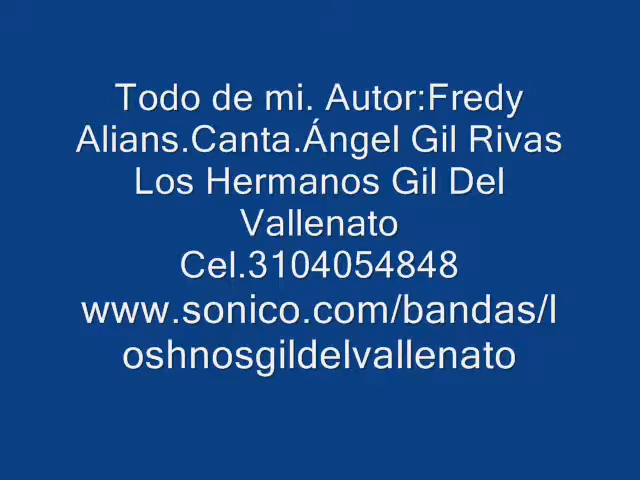 Todo de mi. Autor:Fredy
Alians.Canta.Ángel Gil Rivas
Los Hermanos Gil Del
Vallenato
Cel.3104054848
www.sonico.com/bandas/l
oshnosgildelvallenato